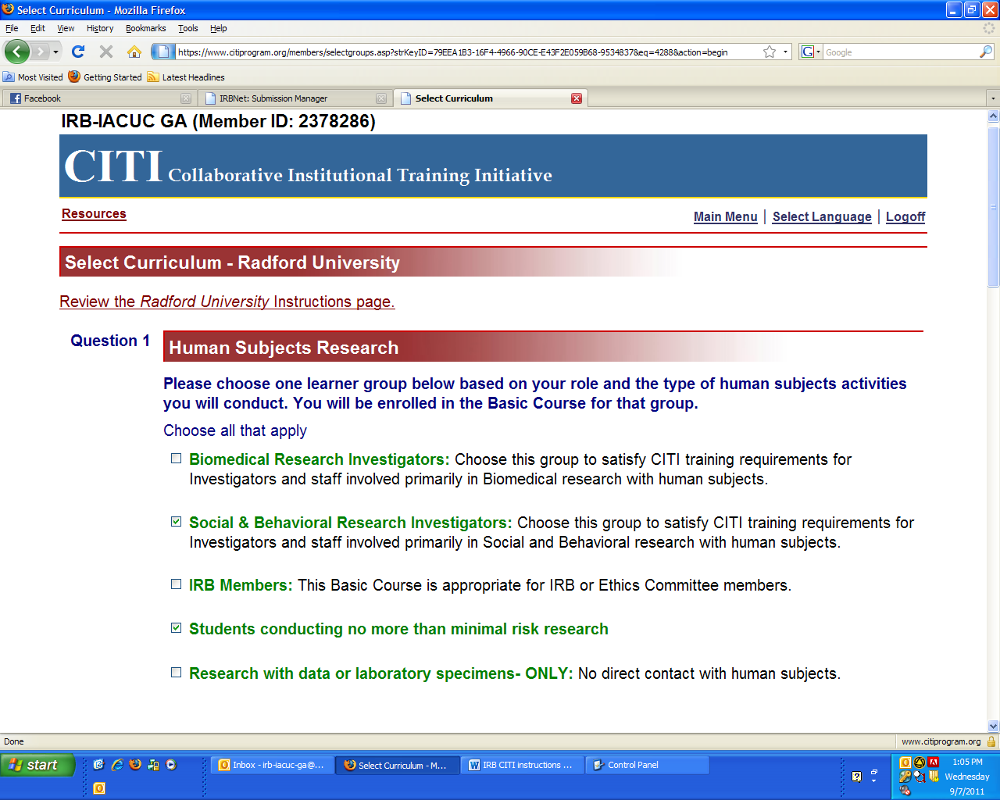 Select Curriculum - Mozilla Firefox
File Edit View History Bookmarks Tools Help
https://www.citiprogram.org/members/selectgroups.asp?strKeyID=79EEA1B3-16F4-4966-90CE-E43F2E059B68-9534837&eq=4288&action=begin
G Google
Most Visited Getting Started Latest Headlines
Facebook IRBNet: Submission Manager Select Curriculum
IRB-IACUC GA (Member ID: 2378286)
CITI Collaborative Institutional Training Initiative
Resources
Main Menu | Select Language | Logoff
Select Curriculum - Radford University
Review the Radford University Instructions page.
Question 1
Human Subjects Research
Please choose one learner group below based on your role and the type of human subjects activities
you will conduct. You will be enrolled in the Basic Course for that group.
Choose all that apply
Biomedical Research Investigators: Choose this group to satisfy CITI training requirements for
Investigators and staff involved primarily in Biomedical research with human subjects.
Social & Behavioral Research Investigators: Choose this group to satisfy CITI training requirements for
Investigators and staff involved primarily in Social and Behavioral research with human subjects.
IRB Members: This Basic Course is appropriate for IRB or Ethics Committee members.
Students conducting no more than minimal risk research
Research with data or laboratory specimens- ONLY: No direct contact with human subjects.
Done
www.citiprogram.org
start
Inbox - irb-iacuc-ga@... Select Curriculum - M... IRB CITI instructions ... Control Panel
1:05 PM
Wednesday
9/7/2011